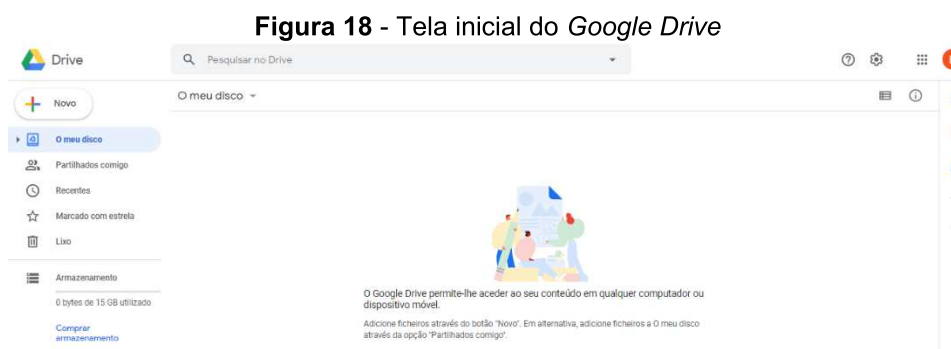 Figura 18 - Tela inicial do Google Drive
Drive
Pesquisar no Drive
Novo
O meu disco
O meu disco
Partilhados comigo
Recentes
Marcado com estrela
Lixo
Armazenamento
0 bytes de 15 GB utilizado
Comprar
armazenamento
O Google Drive permite-lhe aceder ao seu conteúdo em qualquer computador ou
dispositivo móvel.
Adicione ficheiros através do botão "Novo". Em alternativa, adicione ficheiros a O meu disco
através da opção "Partilhados comigo".